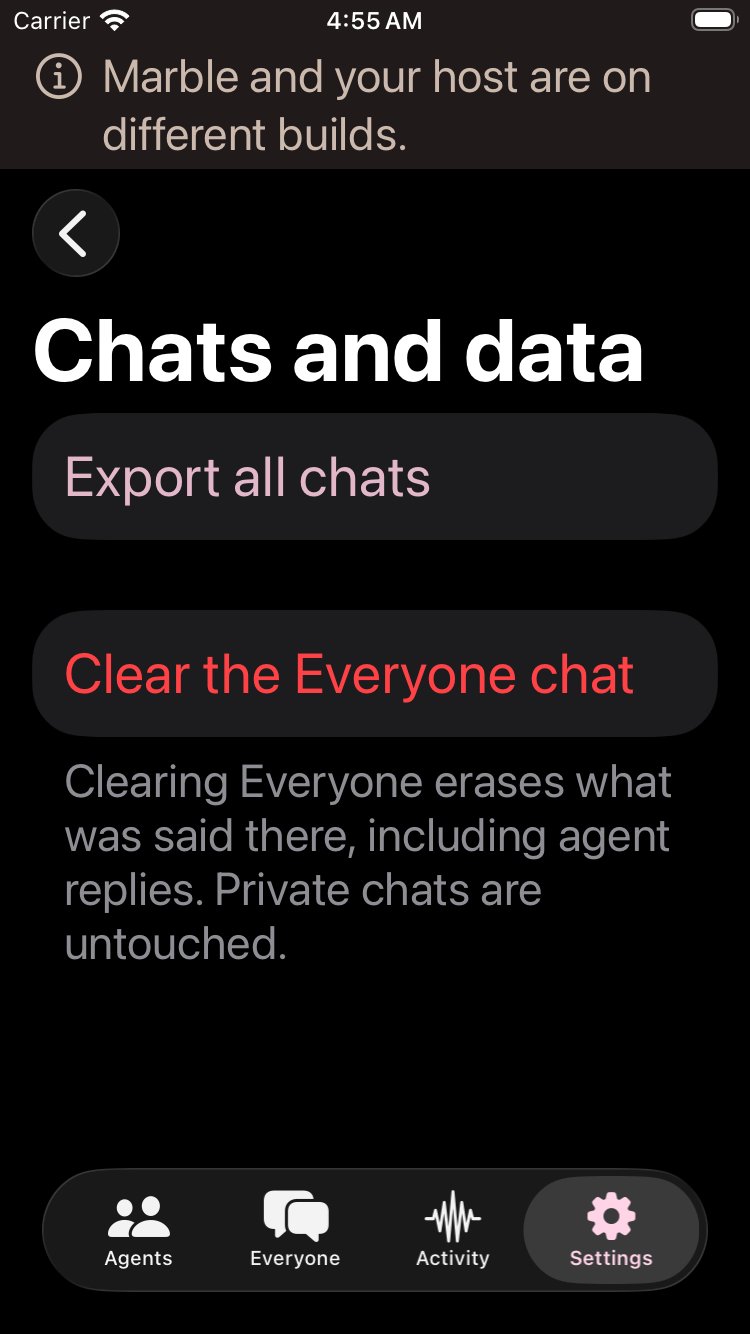 Carrier 4:55 AM
Marble and your host are on
different builds.
Chats and data
Export all chats
Clear the Everyone chat
Clearing Everyone erases what
was said there, including agent
replies. Private chats are
untouched.
Agents Everyone Activity Settings